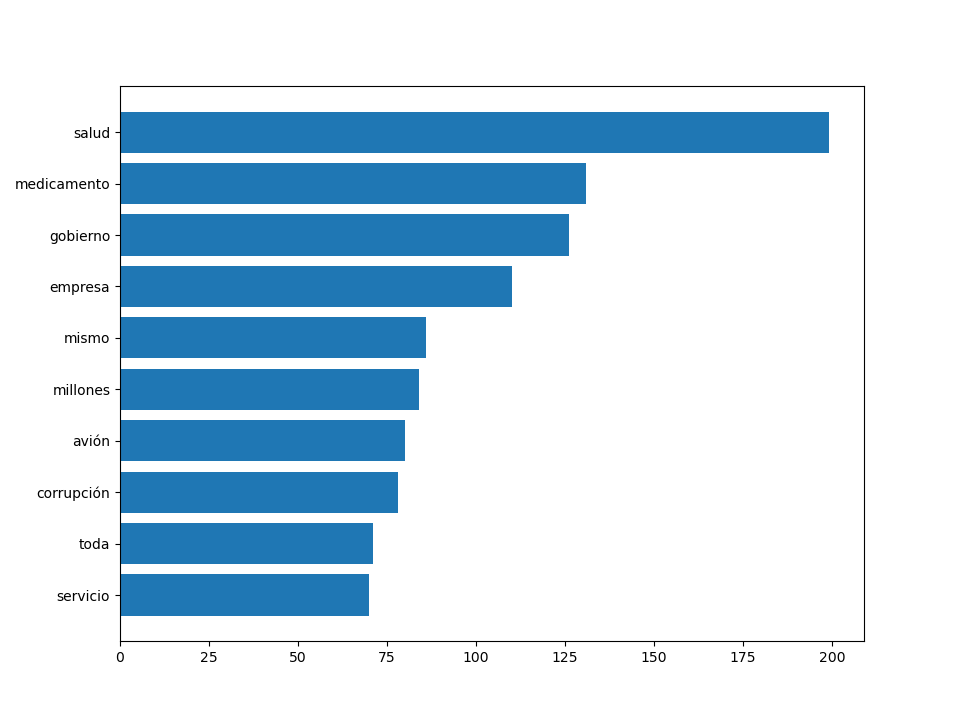 salud
medicamento
gobierno
empresa
mismo
millones
avión
corrupción
toda
servicio
0 25 50 75 100 125 150 175 200